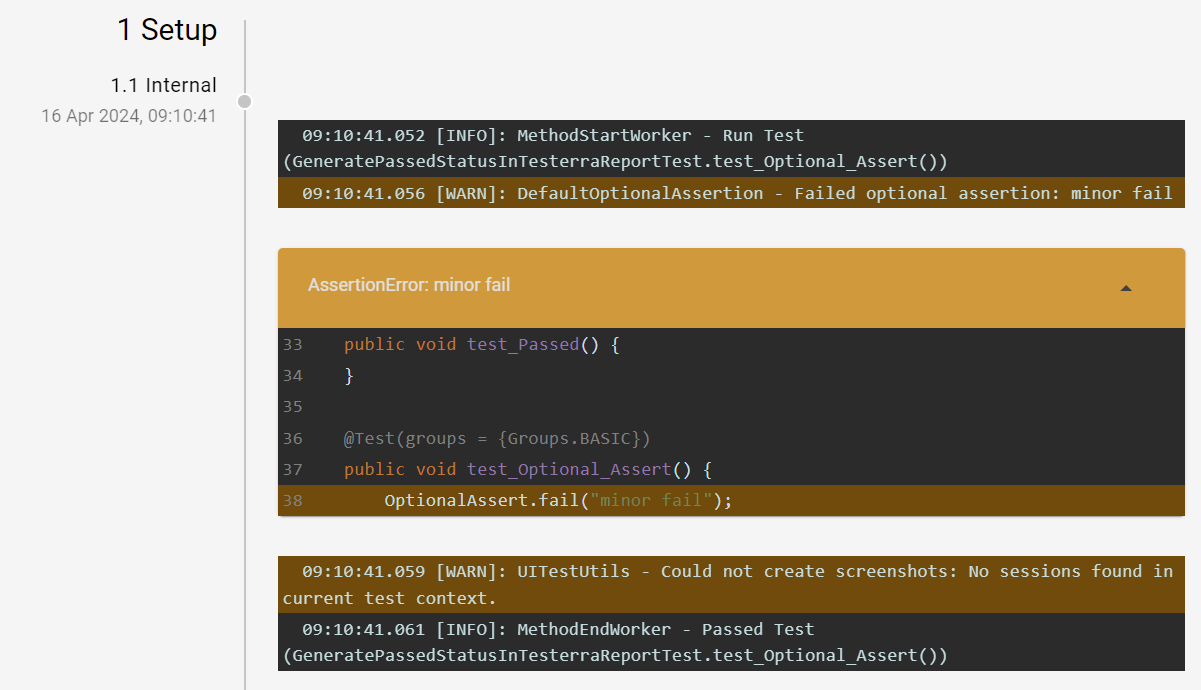 1 Setup
1.1 Internal
16 Apr 2024, 09:10:41
09:10:41.052 [INFO]: MethodStartWorker - Run Test
(GeneratePassedStatusInTesterraReportTest.test_Optional_Assert())
09:10:41.056 [WARN]: DefaultOptionalAssertion - Failed optional assertion: minor fail
AssertionError: minor fail
33    public void test_Passed() {
34    }
35
36    @Test(groups = {Groups.BASIC})
37    public void test_Optional_Assert() {
38        OptionalAssert.fail("minor fail");
09:10:41.059 [WARN]: UITestUtils - Could not create screenshots: No sessions found in
current test context.
09:10:41.061 [INFO]: MethodEndWorker - Passed Test
(GeneratePassedStatusInTesterraReportTest.test_Optional_Assert())